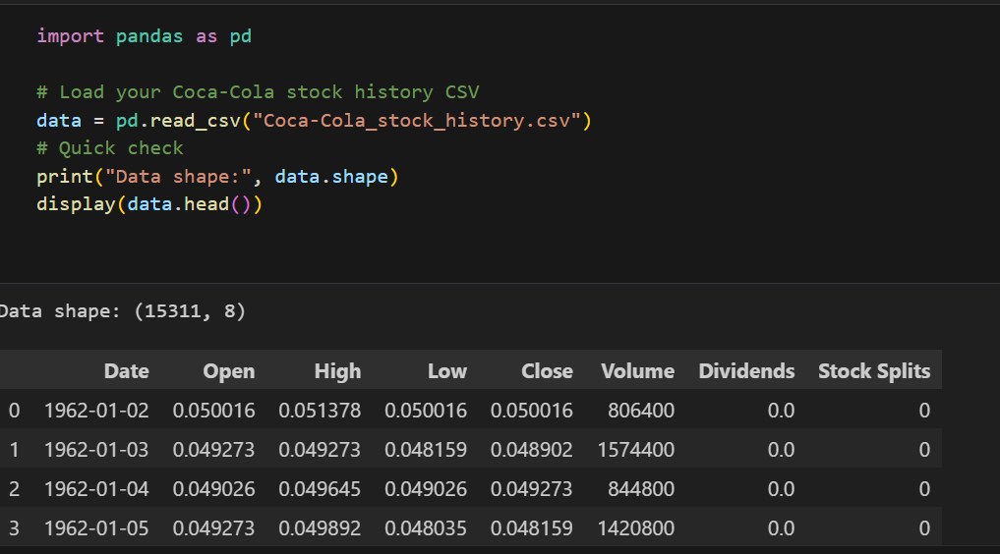 import pandas as pd
# Load your Coca-Cola stock history CSV
data = pd.read_csv("Coca-Cola_stock_history.csv")
# Quick check
print("Data shape:", data.shape)
display(data.head())
Data shape: (15311, 8)
Date Open High Low Close Volume Dividends Stock Splits
0 1962-01-02 0.050016 0.051378 0.050016 0.050016 806400 0.0 0
1 1962-01-03 0.049273 0.049273 0.048159 0.048902 1574400 0.0 0
2 1962-01-04 0.049026 0.049645 0.049026 0.049273 844800 0.0 0
3 1962-01-05 0.049273 0.049892 0.048035 0.048159 1420800 0.0 0